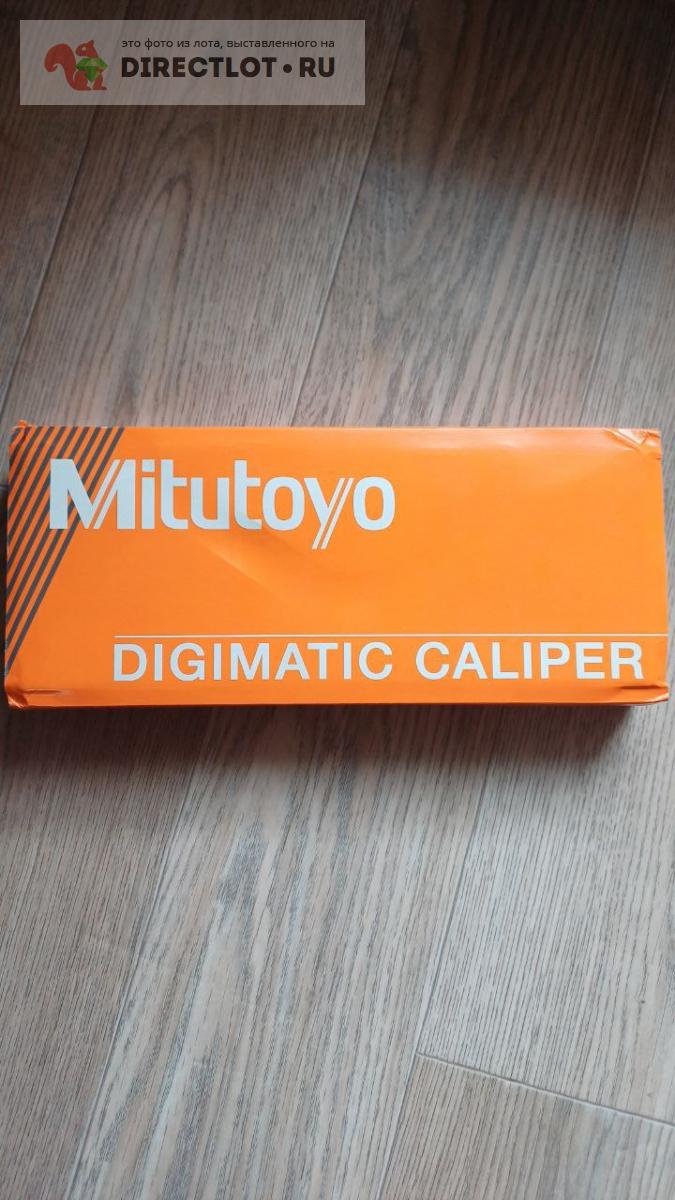 это фото из лота, выставленного на
DIRECTLOT•RU
Mitutoyo
DIGIMATIC CALIPER